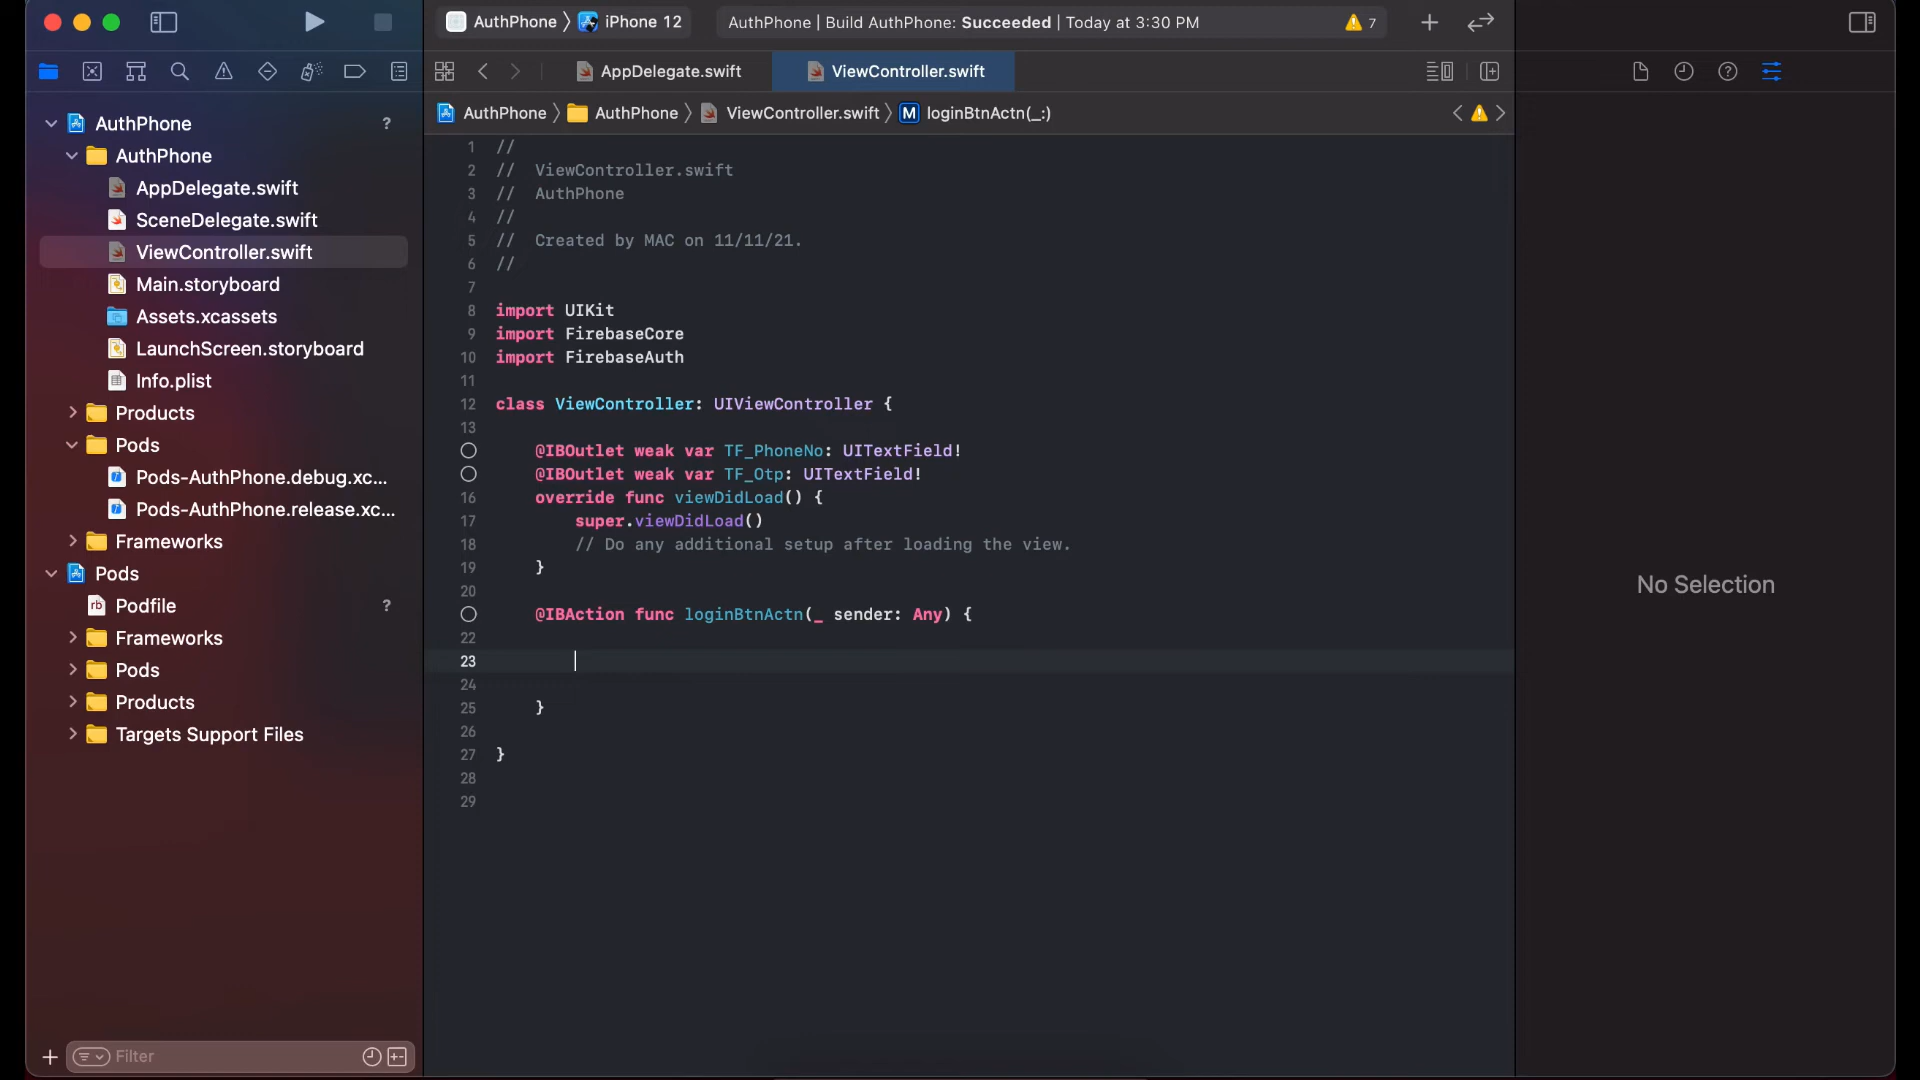 AuthPhone 〉 iPhone 12
AuthPhone | Build AuthPhone: Succeeded | Today at 3:30 PM
7
AppDelegate.swift
ViewController.swift
AuthPhone 〉 AuthPhone 〉 ViewController.swift 〉 M loginBtnActn(_:)
AuthPhone ?
AuthPhone
AppDelegate.swift
SceneDelegate.swift
ViewController.swift
Main.storyboard
Assets.xcassets
LaunchScreen.storyboard
Info.plist
Products
Pods
Pods-AuthPhone.debug.xc...
Pods-AuthPhone.release.xc...
Frameworks
Pods
rb Podfile ?
Frameworks
Pods
Products
Targets Support Files
Filter
1 //
2 //  ViewController.swift
3 //  AuthPhone
4 //
5 //  Created by MAC on 11/11/21.
6 //
7
8 import UIKit
9 import FirebaseCore
10 import FirebaseAuth
11
12 class ViewController: UIViewController {
13
@IBOutlet weak var TF_PhoneNo: UITextField!
@IBOutlet weak var TF_Otp: UITextField!
16 override func viewDidLoad() {
17 super.viewDidLoad()
18 // Do any additional setup after loading the view.
19 }
20
@IBAction func loginBtnActn(_ sender: Any) {
22
23
24
25 }
26
27 }
28
29
No Selection